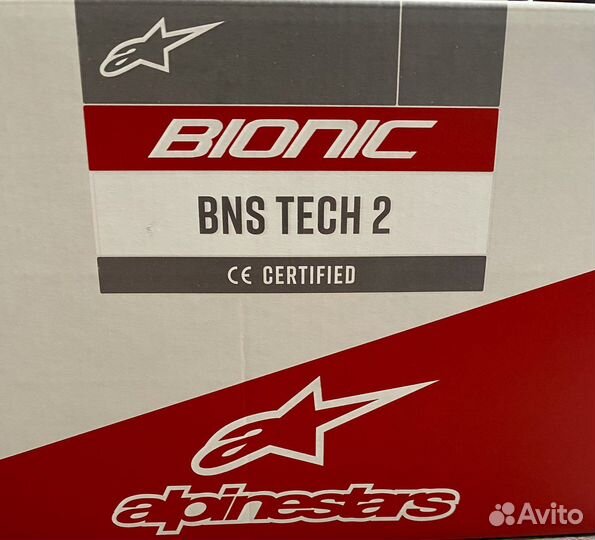 BIONIC
BNS TECH 2
CE CERTIFIED
alpinestars
Avito